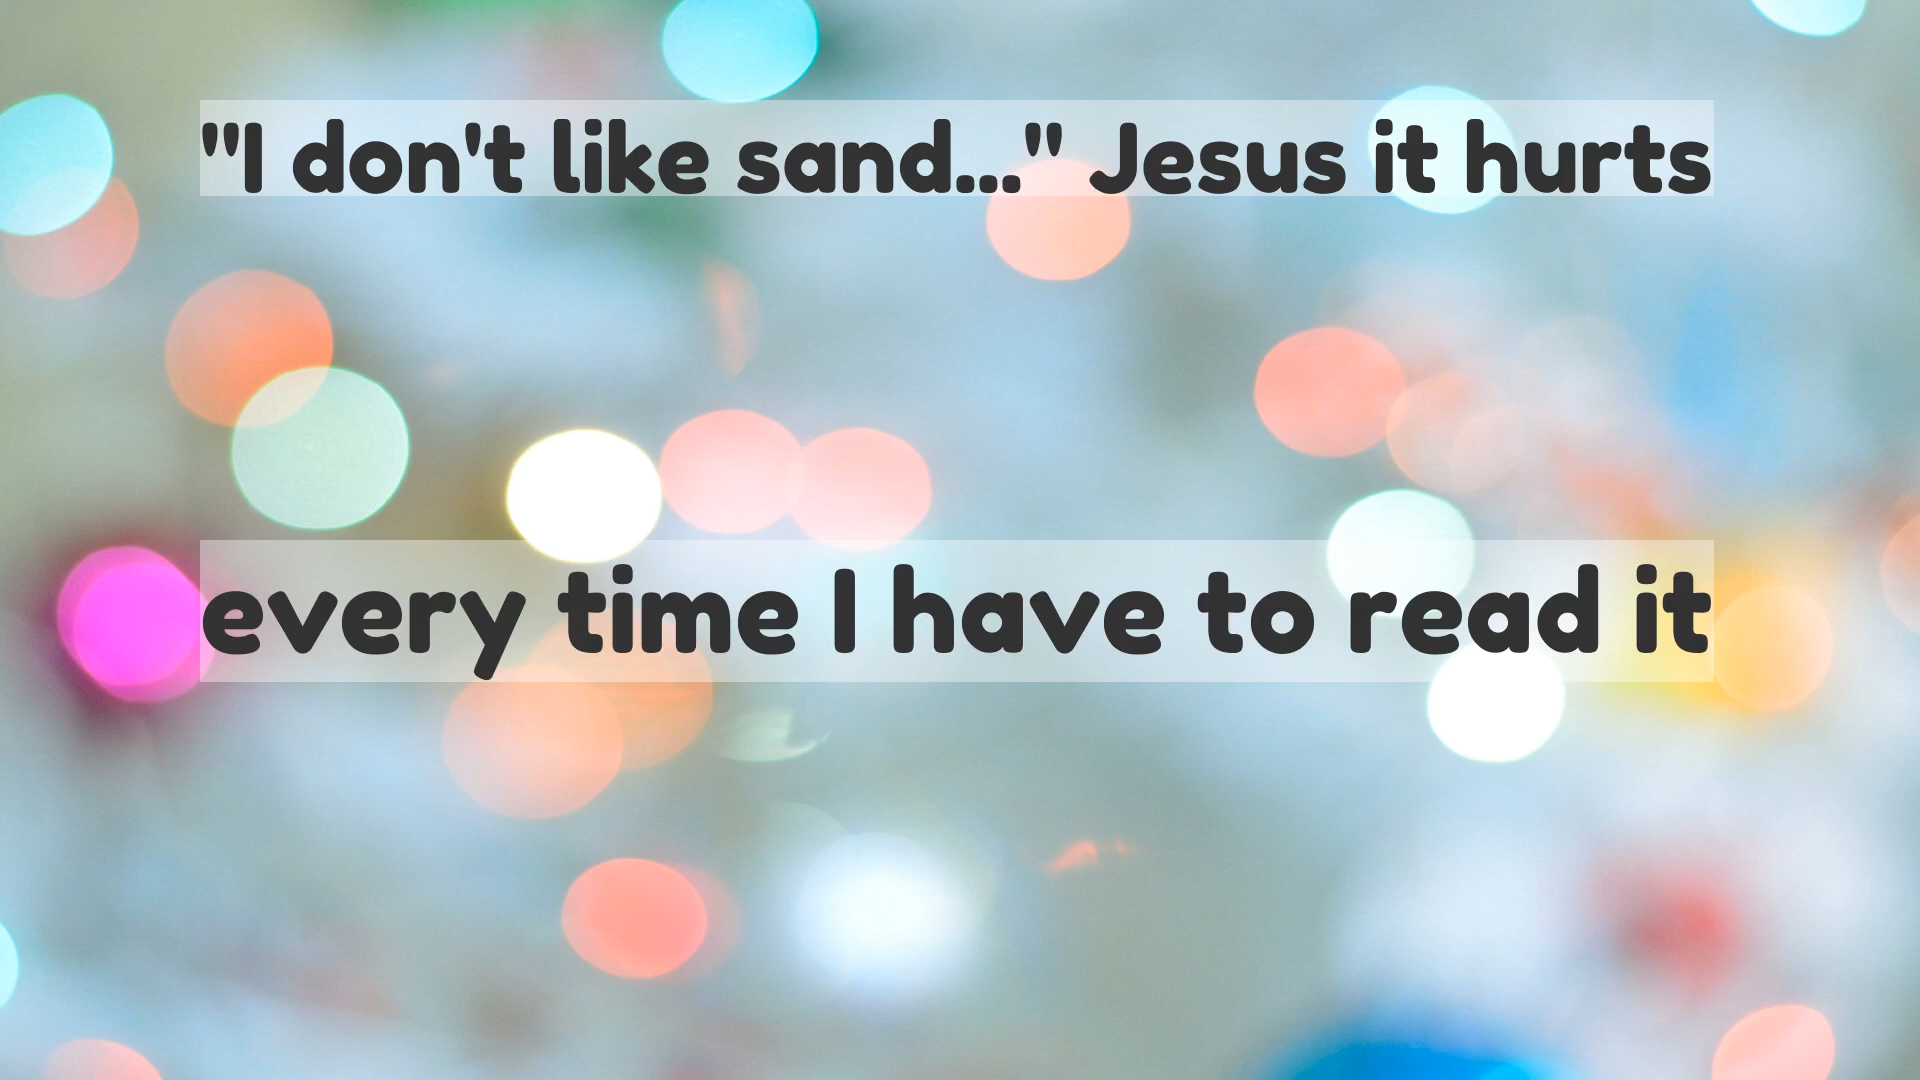 "I don't like sand..." Jesus it hurts
every time I have to read it